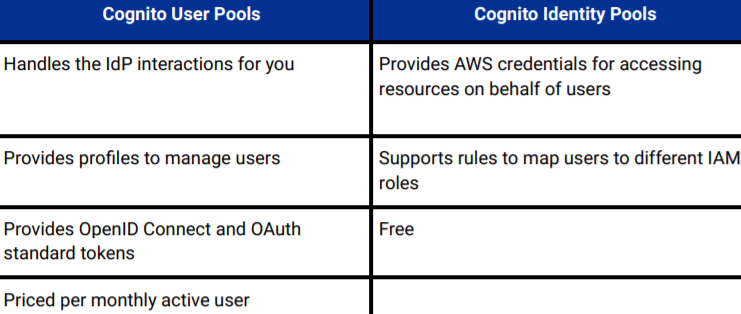 Cognito User Pools
Cognito Identity Pools
Handles the IdP interactions for you
Provides AWS credentials for accessing
resources on behalf of users
Provides profiles to manage users
Supports rules to map users to different IAM
roles
Provides OpenID Connect and OAuth
standard tokens
Free
Priced per monthly active user